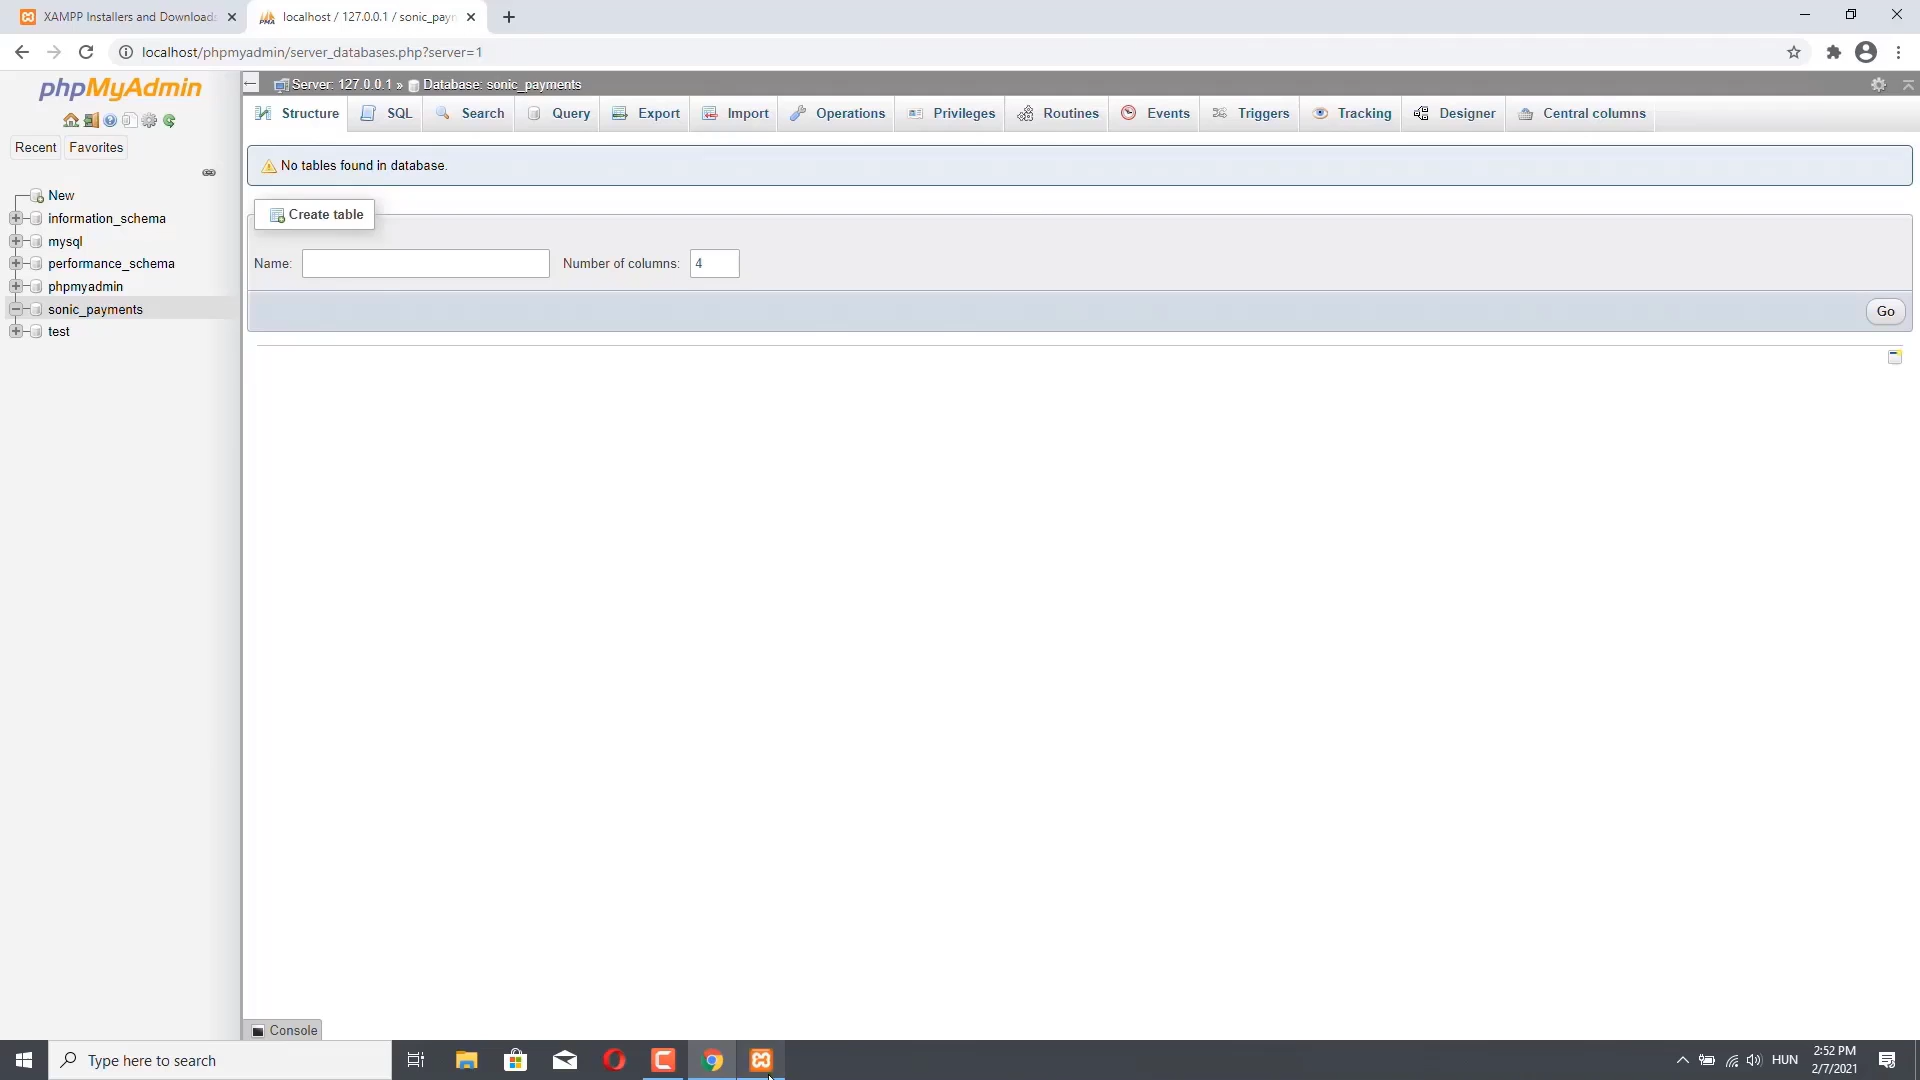 XAMPP Installers and Downloads
localhost / 127.0.0.1 / sonic_payn
localhost/phpmyadmin/server_databases.php?server=1
phpMyAdmin
Server: 127.0.0.1 » Database: sonic_payments
Structure SQL Search Query Export Import Operations Privileges Routines Events Triggers Tracking Designer Central columns
Recent Favorites
No tables found in database.
New
information_schema
mysql
performance_schema
phpmyadmin
sonic_payments
test
Create table
Name: Number of columns: 4
Go
Console
Type here to search
HUN
2:52 PM
2/7/2021